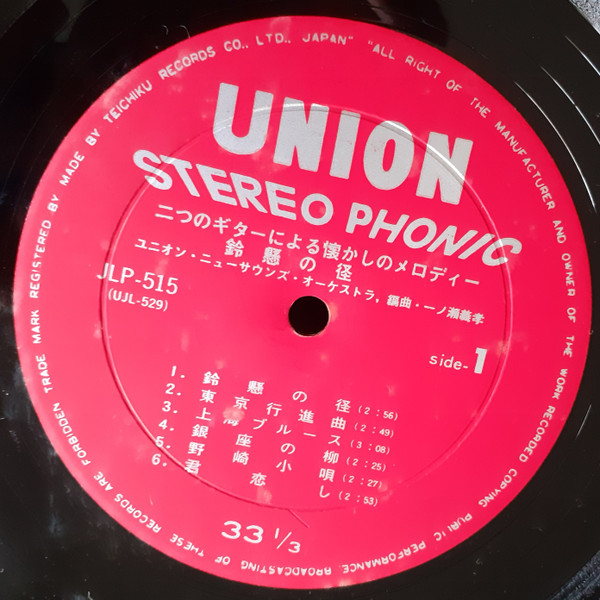 MADE BY TEICHIKU RECORDS CO., LTD., JAPAN" "ALL RIGHT OF THE MANUFACTURER AND OWNER OF THE WORK RECORDED COPYING PUBLIC PERFORMANCE, BROADCASTING OF THESE RECORDS ARE FORBIDDEN TRADE MARK REGISTERED BY
UNION
STEREO PHONIC
二つのギターによる懐かしのメロディー
鈴懸の径
ユニオン・ニューサウンズ・オーケストラ, 編曲・一ノ瀬義孝
JLP-515
(UJL-529)
side-1
1. 鈴懸の径(2:56)
2. 東京行進曲(2:49)
3. 上海ブルース(3:08)
4. 銀座の柳(2:25)
5. 野崎小唄(2:27)
6. 君恋し(2:53)
33 1/3